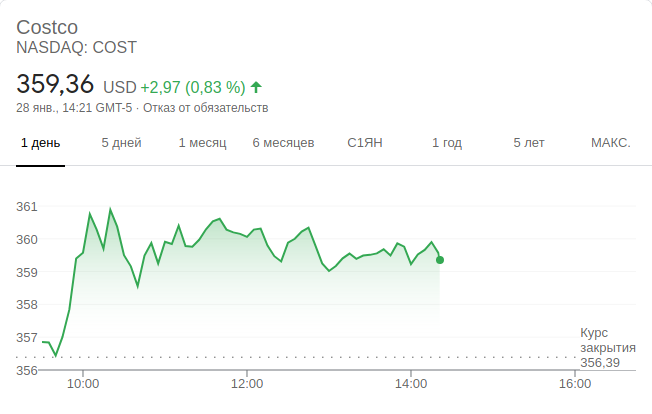 Costco
NASDAQ: COST
359,36 USD +2,97 (0,83 %)
28 янв., 14:21 GMT-5 · Отказ от обязательств
1 день 5 дней 1 месяц 6 месяцев С1ЯН 1 год 5 лет МАКС.
361
360
359
358
357
356
Курс
закрытия
356,39
10:00 12:00 14:00 16:00